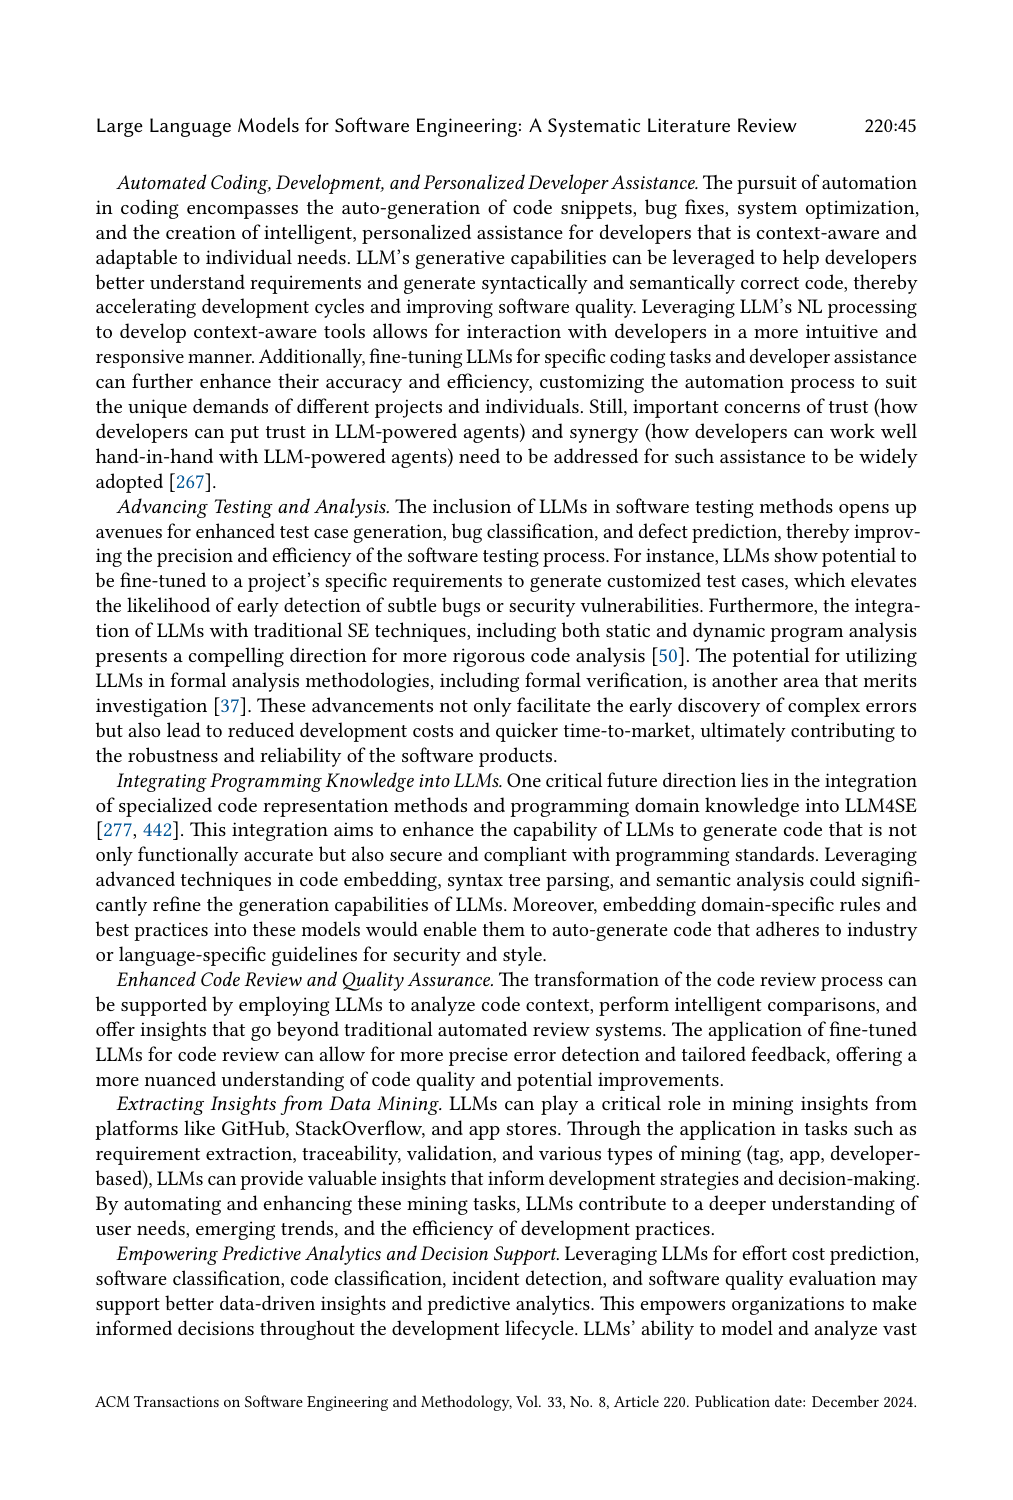 Large Language Models for Software Engineering: A Systematic Literature Review 220:45
Automated Coding, Development, and Personalized Developer Assistance. The pursuit of automation
in coding encompasses the auto-generation of code snippets, bug fixes, system optimization,
and the creation of intelligent, personalized assistance for developers that is context-aware and
adaptable to individual needs. LLM's generative capabilities can be leveraged to help developers
better understand requirements and generate syntactically and semantically correct code, thereby
accelerating development cycles and improving software quality. Leveraging LLM's NL processing
to develop context-aware tools allows for interaction with developers in a more intuitive and
responsive manner. Additionally, fine-tuning LLMs for specific coding tasks and developer assistance
can further enhance their accuracy and efficiency, customizing the automation process to suit
the unique demands of different projects and individuals. Still, important concerns of trust (how
developers can put trust in LLM-powered agents) and synergy (how developers can work well
hand-in-hand with LLM-powered agents) need to be addressed for such assistance to be widely
adopted [267].
Advancing Testing and Analysis. The inclusion of LLMs in software testing methods opens up
avenues for enhanced test case generation, bug classification, and defect prediction, thereby improv-
ing the precision and efficiency of the software testing process. For instance, LLMs show potential to
be fine-tuned to a project's specific requirements to generate customized test cases, which elevates
the likelihood of early detection of subtle bugs or security vulnerabilities. Furthermore, the integra-
tion of LLMs with traditional SE techniques, including both static and dynamic program analysis
presents a compelling direction for more rigorous code analysis [50]. The potential for utilizing
LLMs in formal analysis methodologies, including formal verification, is another area that merits
investigation [37]. These advancements not only facilitate the early discovery of complex errors
but also lead to reduced development costs and quicker time-to-market, ultimately contributing to
the robustness and reliability of the software products.
Integrating Programming Knowledge into LLMs. One critical future direction lies in the integration
of specialized code representation methods and programming domain knowledge into LLM4SE
[277, 442]. This integration aims to enhance the capability of LLMs to generate code that is not
only functionally accurate but also secure and compliant with programming standards. Leveraging
advanced techniques in code embedding, syntax tree parsing, and semantic analysis could signifi-
cantly refine the generation capabilities of LLMs. Moreover, embedding domain-specific rules and
best practices into these models would enable them to auto-generate code that adheres to industry
or language-specific guidelines for security and style.
Enhanced Code Review and Quality Assurance. The transformation of the code review process can
be supported by employing LLMs to analyze code context, perform intelligent comparisons, and
offer insights that go beyond traditional automated review systems. The application of fine-tuned
LLMs for code review can allow for more precise error detection and tailored feedback, offering a
more nuanced understanding of code quality and potential improvements.
Extracting Insights from Data Mining. LLMs can play a critical role in mining insights from
platforms like GitHub, StackOverflow, and app stores. Through the application in tasks such as
requirement extraction, traceability, validation, and various types of mining (tag, app, developer-
based), LLMs can provide valuable insights that inform development strategies and decision-making.
By automating and enhancing these mining tasks, LLMs contribute to a deeper understanding of
user needs, emerging trends, and the efficiency of development practices.
Empowering Predictive Analytics and Decision Support. Leveraging LLMs for effort cost prediction,
software classification, code classification, incident detection, and software quality evaluation may
support better data-driven insights and predictive analytics. This empowers organizations to make
informed decisions throughout the development lifecycle. LLMs' ability to model and analyze vast
ACM Transactions on Software Engineering and Methodology, Vol. 33, No. 8, Article 220. Publication date: December 2024.